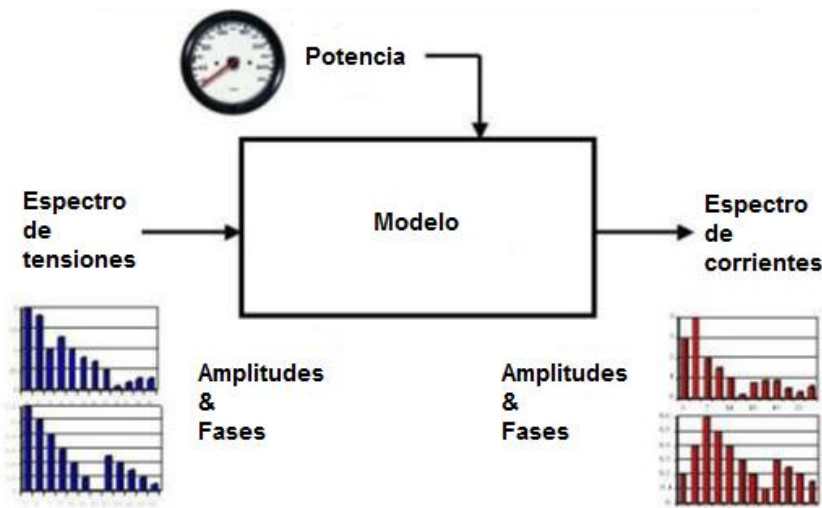 Potencia
Espectro
de
tensiones
Modelo
Espectro
de
corrientes
Amplitudes
&
Fases
Amplitudes
&
Fases